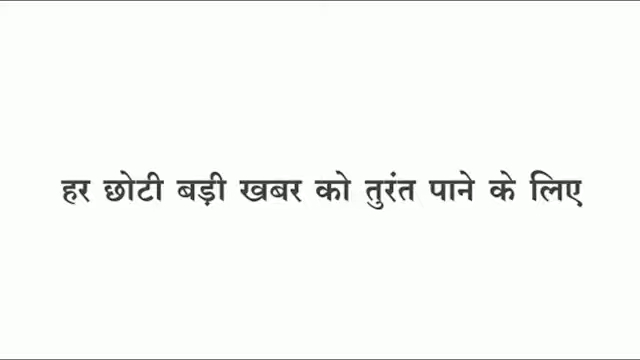 हर छोटी बड़ी खबर को तुरंत पाने के लिए